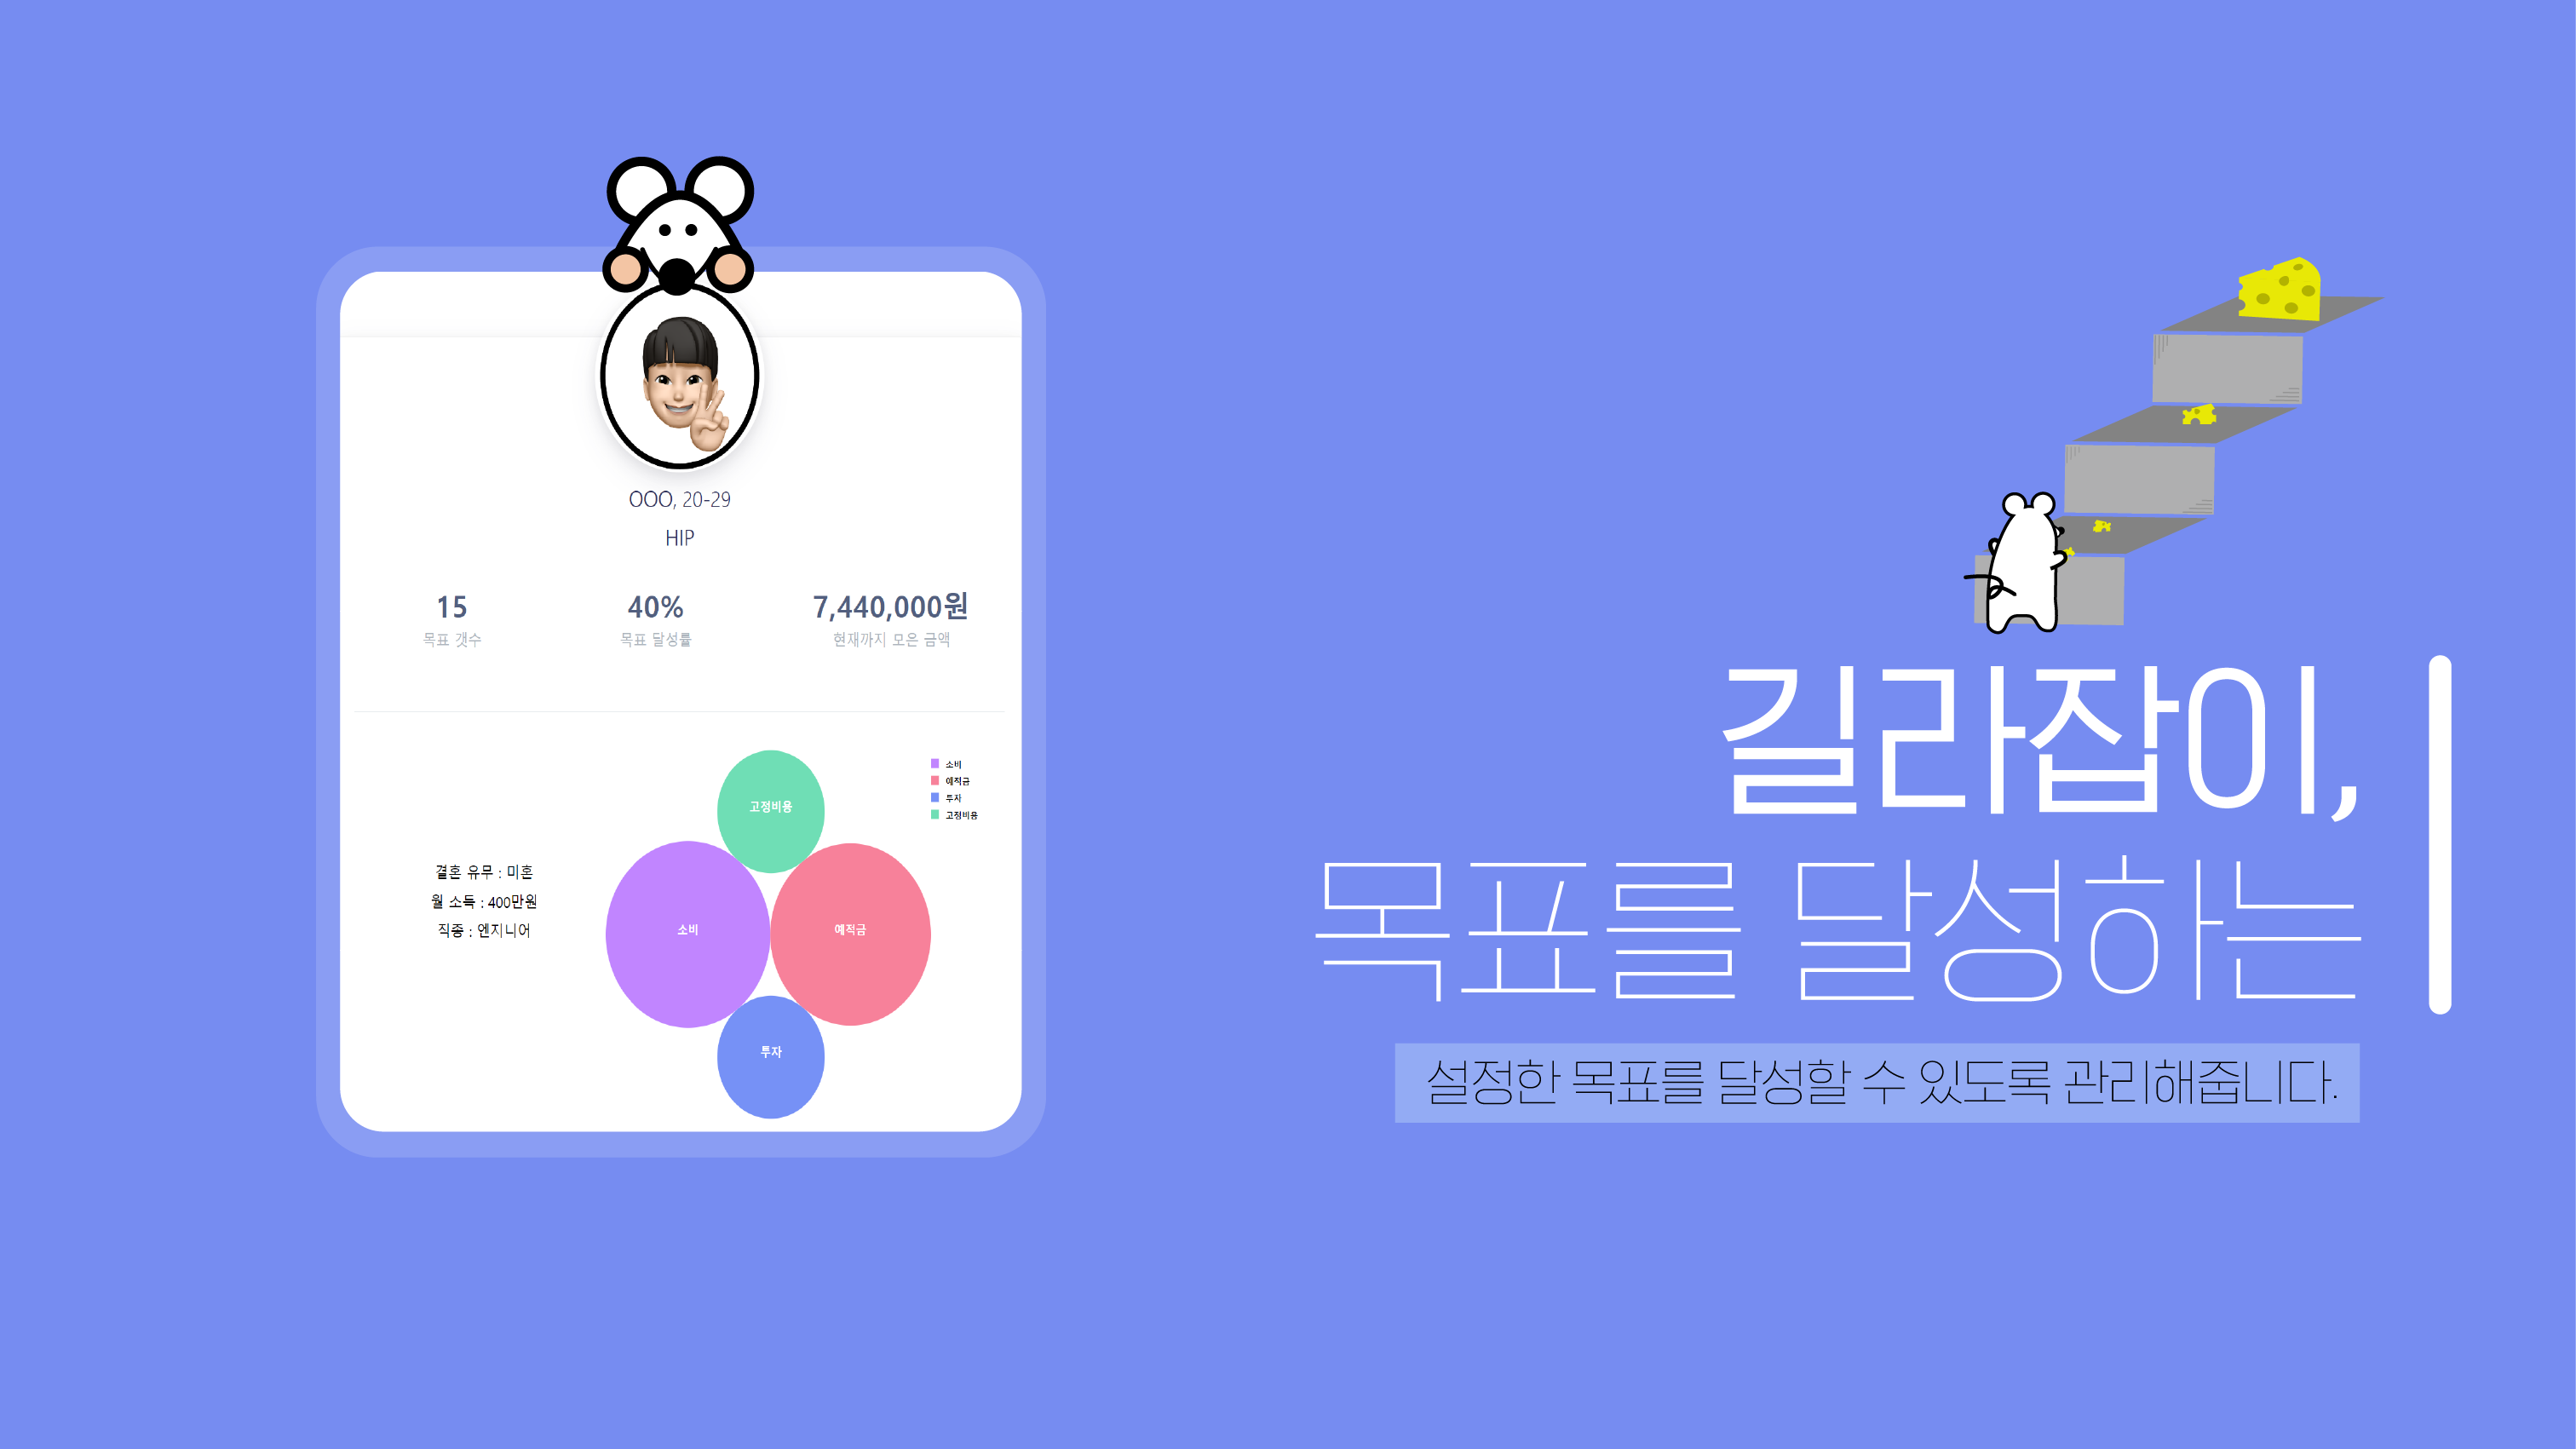 OOO, 20-29
HIP
15
목표 갯수
40%
목표 달성률
7,440,000원
현재까지 모은 금액
결혼 유무 : 미혼
월 소득 : 400만원
직종 : 엔지니어
고정비용
소비
예적금
투자
소비
예적금
투자
고정비용
길라잡이,
목표를 달성하는
설정한 목표를 달성할 수 있도록 관리해줍니다.